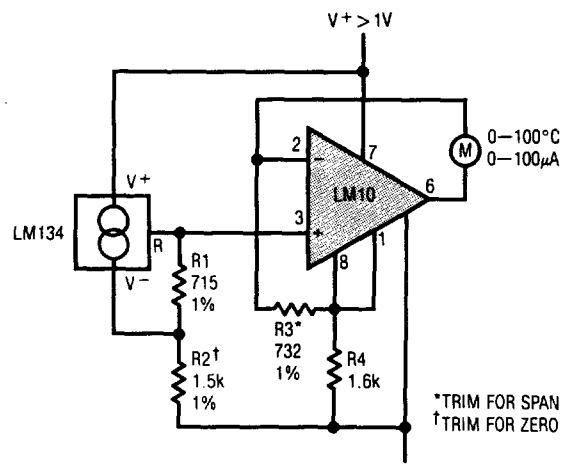 V+ > 1V
2
7
0–100°C
M
0–100µA
LM10
6
V+
3
+
–
LM134
R
8
1
V–
R1
715
1%
R3*
732
1%
R2†
1.5k
1%
R4
1.6k
*TRIM FOR SPAN
†TRIM FOR ZERO